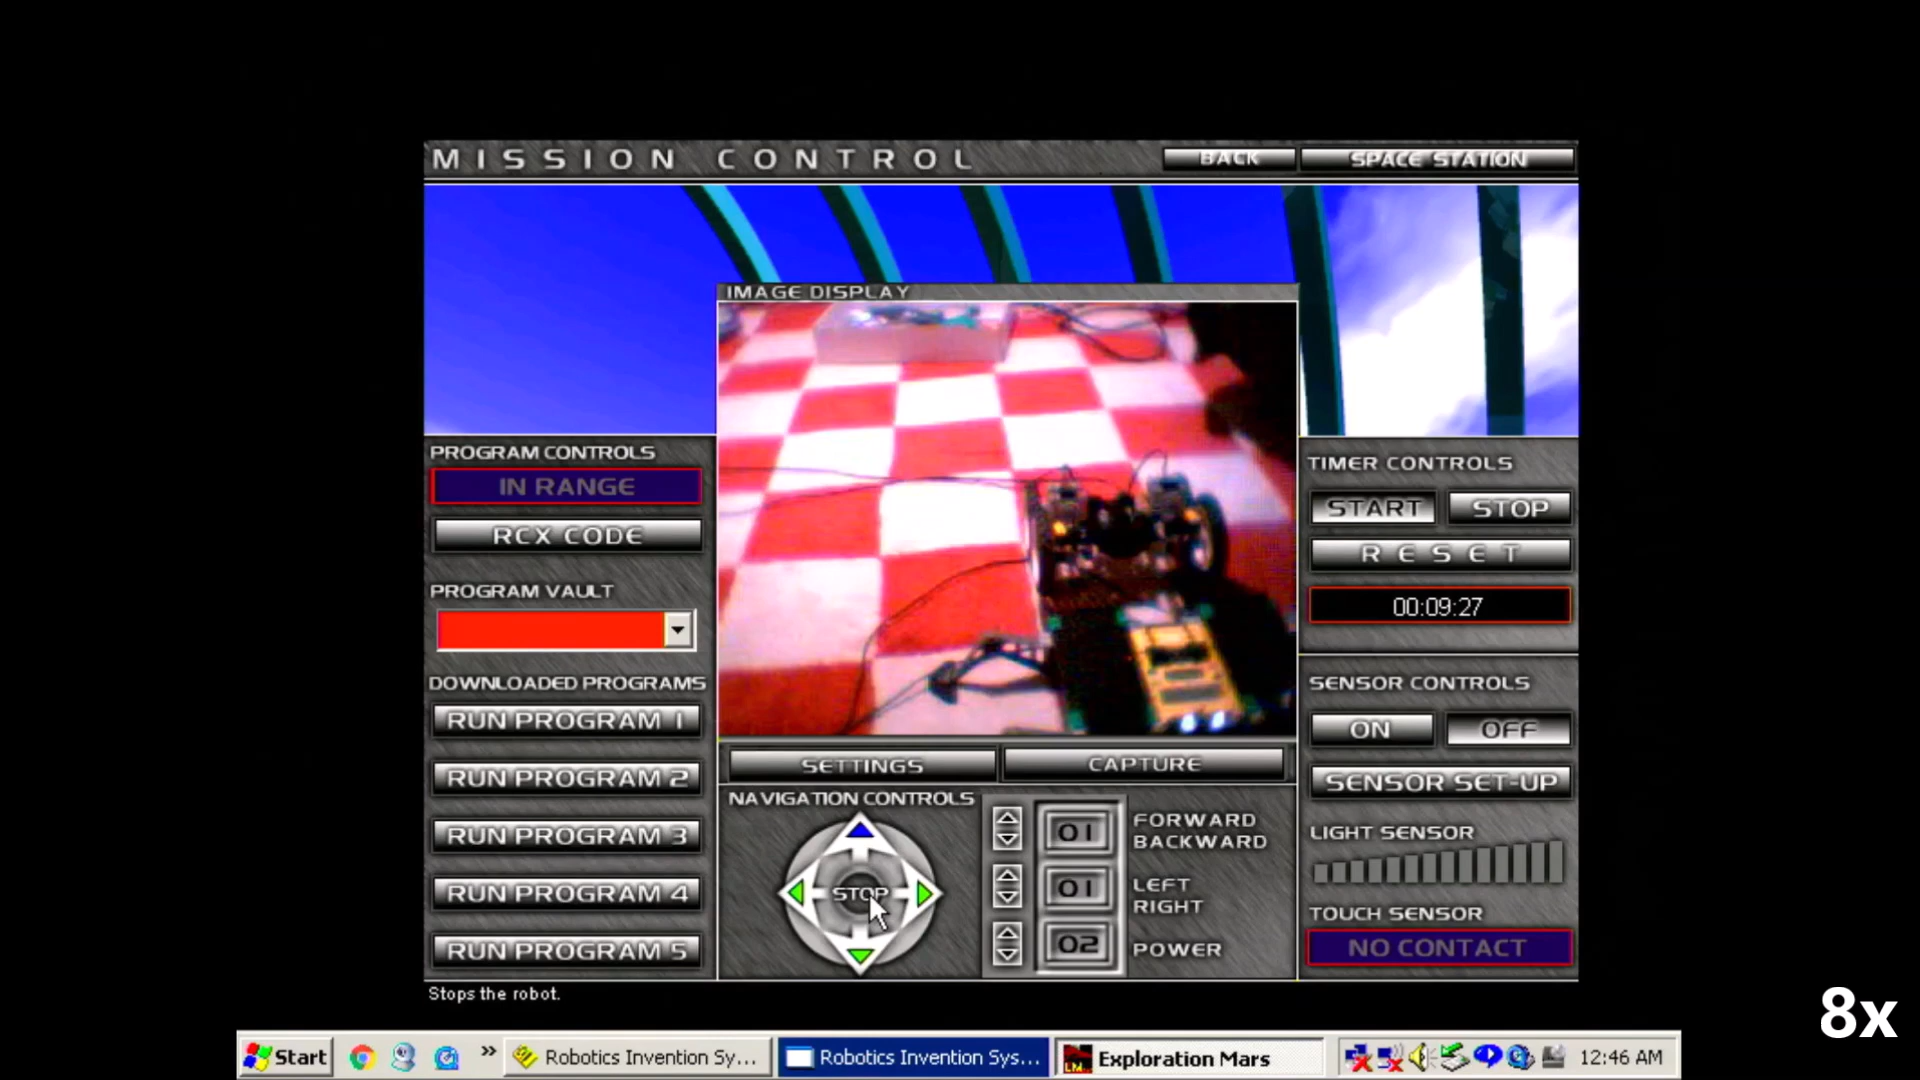 MISSION CONTROL
BACK
SPACE STATION
IMAGE DISPLAY
PROGRAM CONTROLS
IN RANGE
RCX CODE
PROGRAM VAULT
DOWNLOADED PROGRAMS
RUN PROGRAM 1
RUN PROGRAM 2
RUN PROGRAM 3
RUN PROGRAM 4
RUN PROGRAM 5
SETTINGS
CAPTURE
NAVIGATION CONTROLS
STOP
01
FORWARD
BACKWARD
01
LEFT
RIGHT
02
POWER
TIMER CONTROLS
START
STOP
RESET
00:09:27
SENSOR CONTROLS
ON
OFF
SENSOR SET-UP
LIGHT SENSOR
TOUCH SENSOR
NO CONTACT
Stops the robot.
8x
Start
»
Robotics Invention Sy...
Robotics Invention Sys...
LM
Exploration Mars
12:46 AM